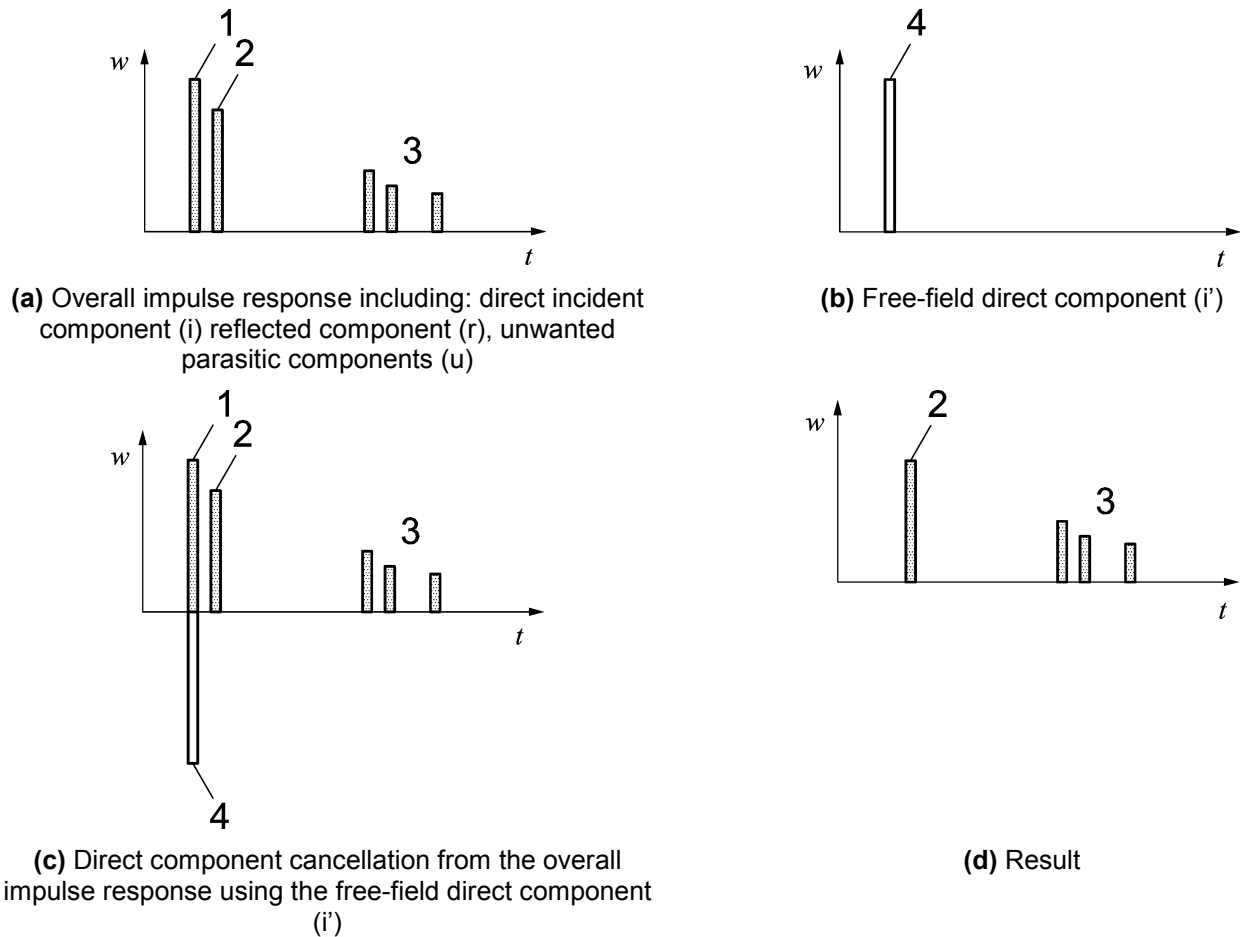 1
2
w
3
t
(a) Overall impulse response including: direct incident
component (i) reflected component (r), unwanted
parasitic components (u)
4
w
t
(b) Free-field direct component (i’)
1
2
w
3
t
4
(c) Direct component cancellation from the overall
impulse response using the free-field direct component
(i’)
2
w
3
t
(d) Result